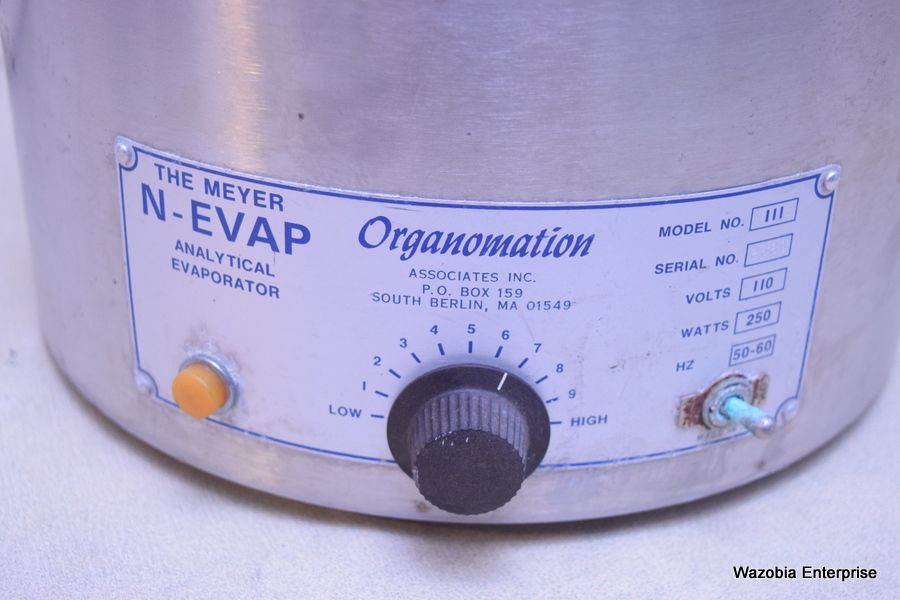 THE MEYER
N-EVAP
ANALYTICAL
EVAPORATOR
Organomation
ASSOCIATES INC.
P.O. BOX 159
SOUTH BERLIN, MA 01549
MODEL NO. 111
SERIAL NO.
VOLTS 110
WATTS 250
HZ 50-60
LOW 1 2 3 4 5 6 7 8 9 HIGH
Wazobia Enterprise